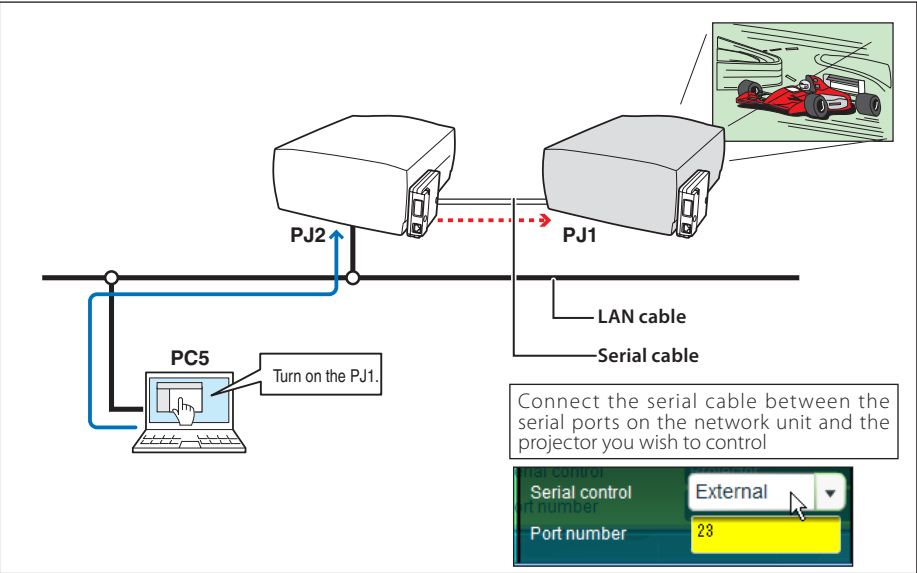 PJ2
PJ1
LAN cable
Serial cable
PC5
Turn on the PJ1.
Connect the serial cable between the
serial ports on the network unit and the
projector you wish to control
Serial control
External
Port number
23